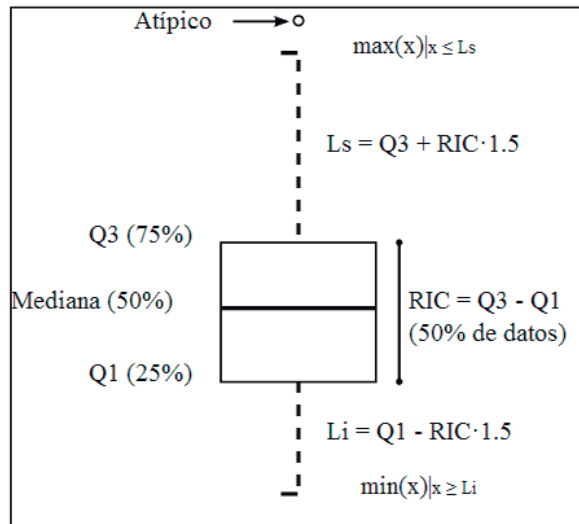 Atípico
max(x)|x ≤ Ls
Ls = Q3 + RIC·1.5
Q3 (75%)
Mediana (50%)
RIC = Q3 - Q1
(50% de datos)
Q1 (25%)
Li = Q1 - RIC·1.5
min(x)|x ≥ Li